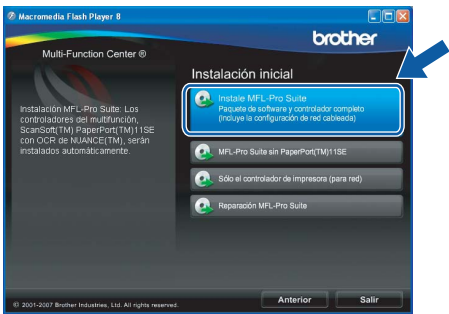 Macromedia Flash Player 8
brother
Multi-Function Center ®
Instalación inicial
Instalación MFL-Pro Suite: Los
controladores del multifunción,
ScanSoft(TM) PaperPort(TM)11SE
con OCR de NUANCE(TM), serán
instalados automáticamente.
Instale MFL-Pro Suite
Paquete de software y controlador completo
(Incluye la configuración de red cableada)
MFL-Pro Suite sin PaperPort(TM)11SE
Sólo el controlador de impresora (para red)
Reparación MFL-Pro Suite
© 2001-2007 Brother Industries, Ltd. All rights reserved.
Anterior
Salir